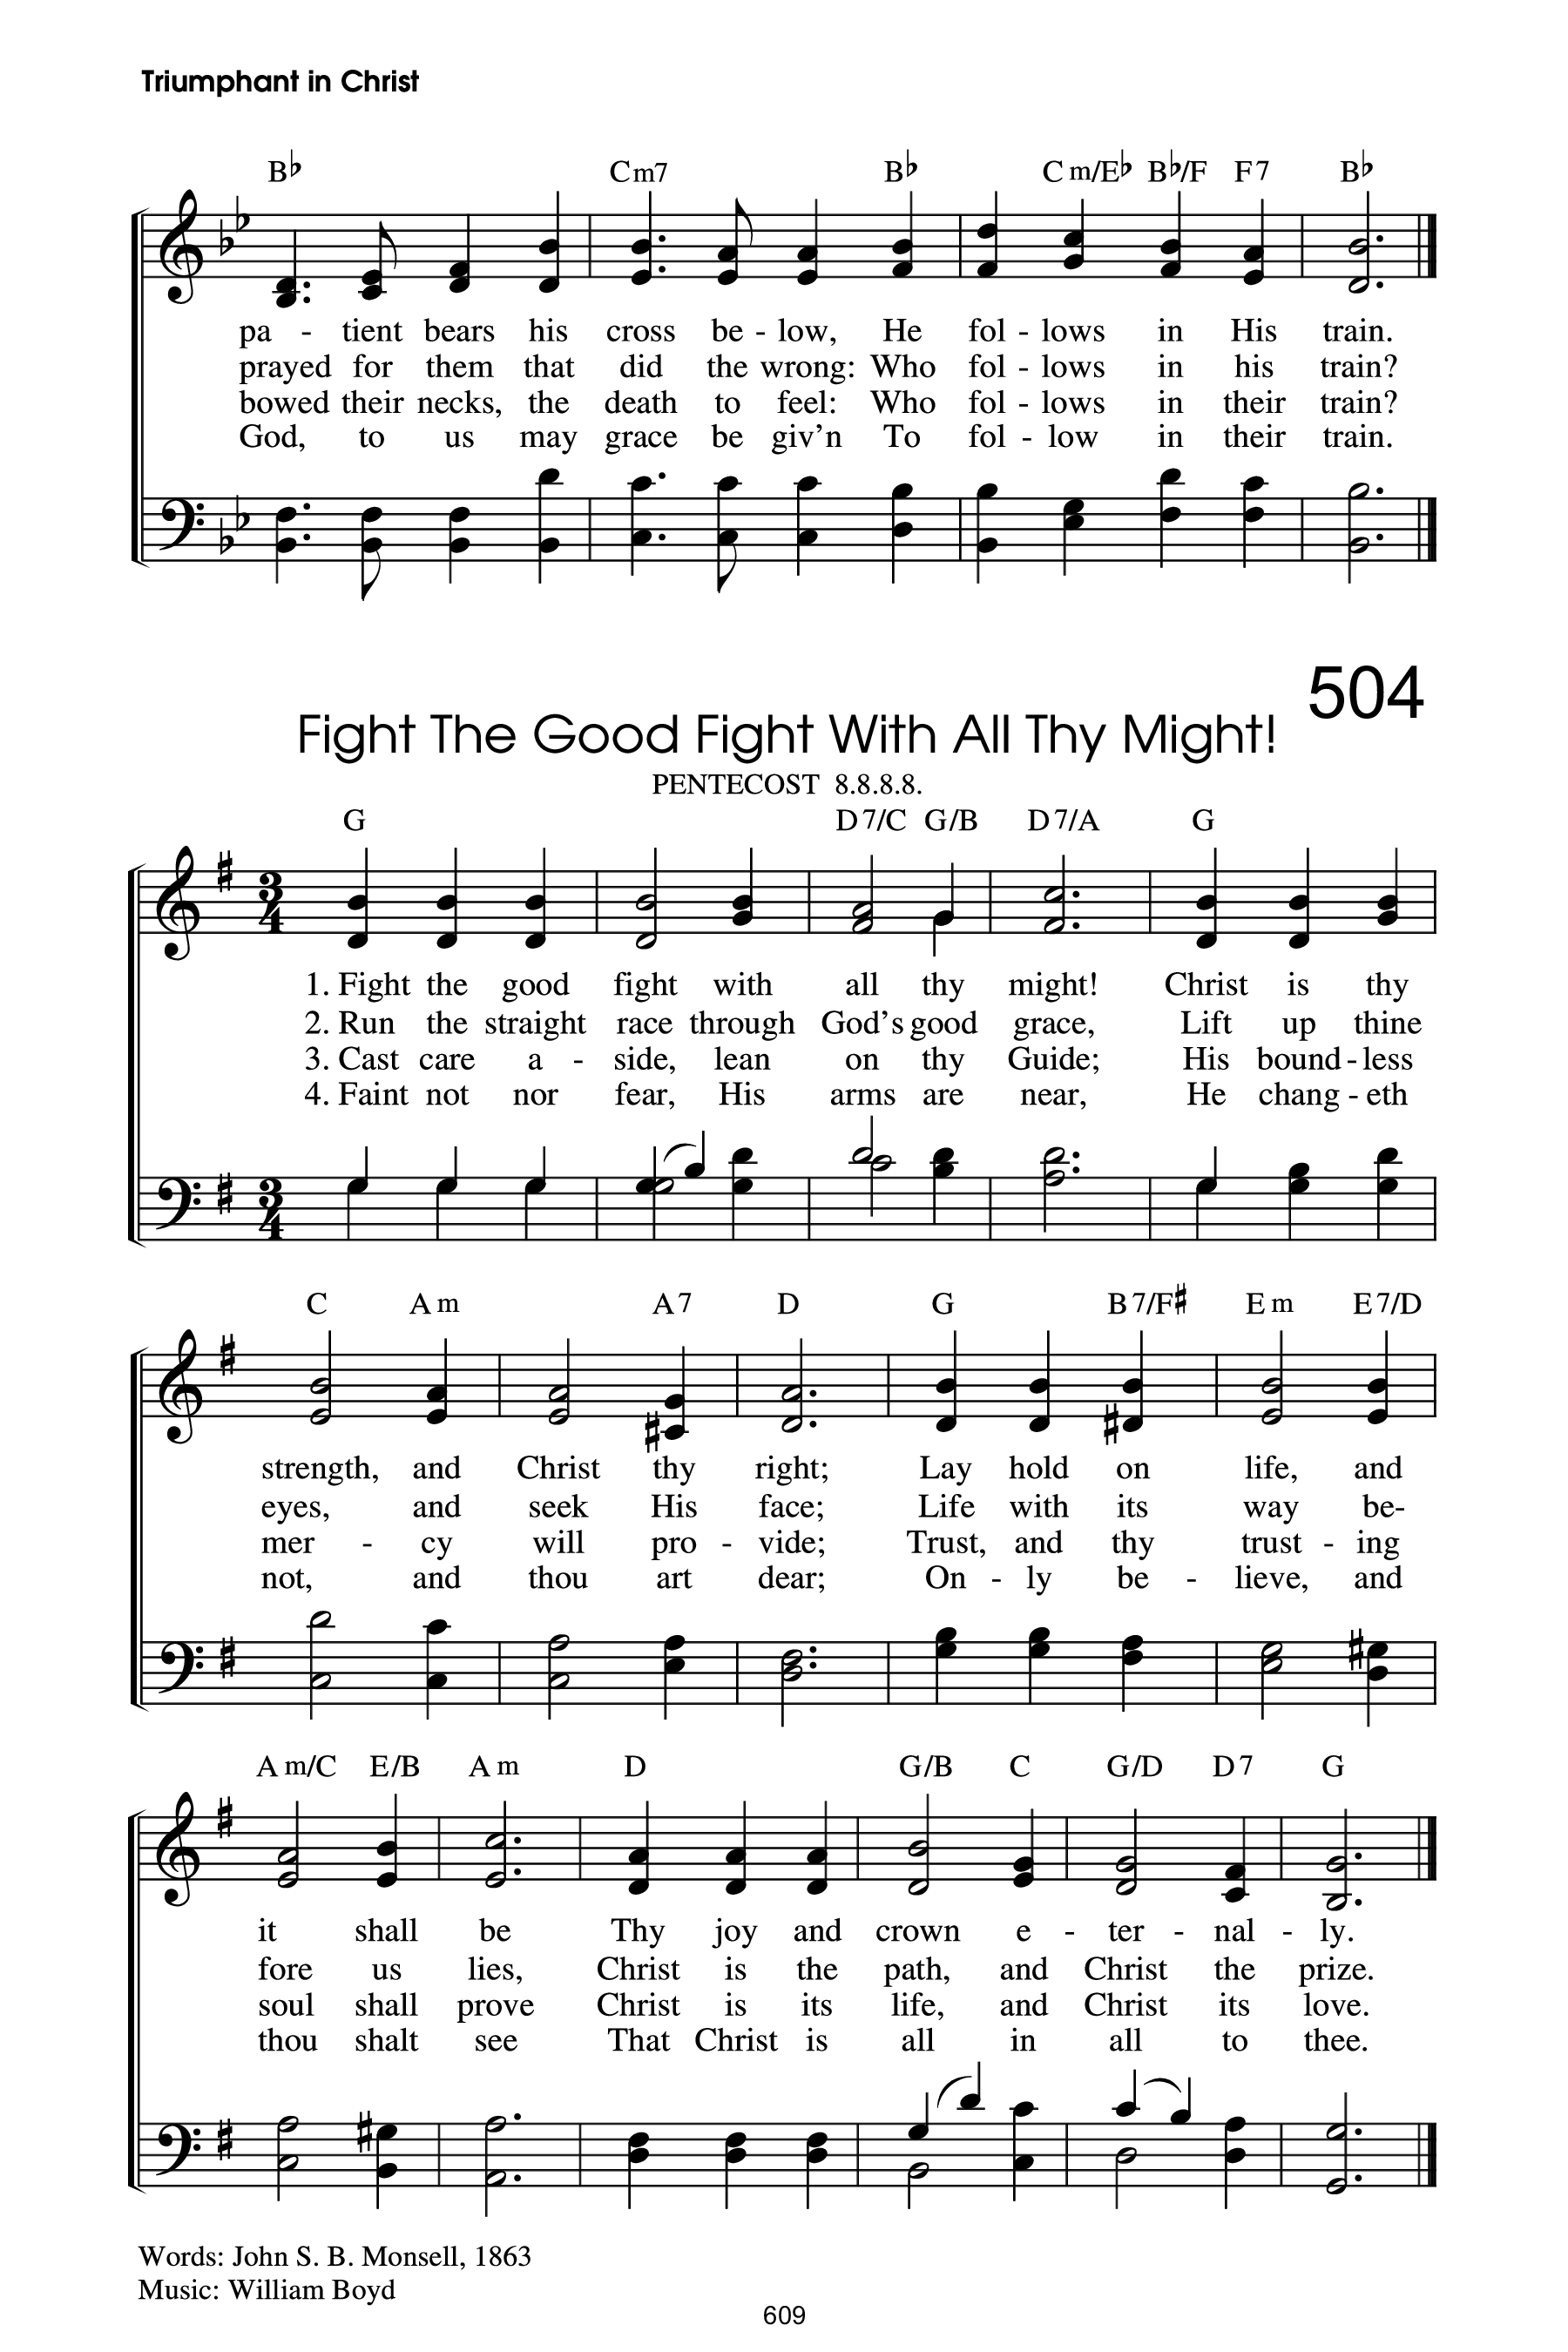 Triumphant in Christ
B♭ Cm7 B♭ Cm/E♭ B♭/F F7 B♭
pa - tient bears his cross be - low, He fol - lows in His train.
prayed for them that did the wrong: Who fol - lows in his train?
bowed their necks, the death to feel: Who fol - lows in their train?
God, to us may grace be giv'n To fol - low in their train.
504
Fight The Good Fight With All Thy Might!
PENTECOST 8.8.8.8.
G D7/C G/B D7/A G
3 4
1. Fight the good fight with all thy might! Christ is thy
2. Run the straight race through God's good grace, Lift up thine
3. Cast care a - side, lean on thy Guide; His bound - less
4. Faint not nor fear, His arms are near, He chang - eth
3 4
C Am A7 D G B7/F♯ Em E7/D
strength, and Christ thy right; Lay hold on life, and
eyes, and seek His face; Life with its way be-
mer - cy will pro - vide; Trust, and thy trust - ing
not, and thou art dear; On - ly be - lieve, and
Am/C E/B Am D G/B C G/D D7 G
it shall be Thy joy and crown e - ter - nal - ly.
fore us lies, Christ is the path, and Christ the prize.
soul shall prove Christ is its life, and Christ its love.
thou shalt see That Christ is all in all to thee.
Words: John S. B. Monsell, 1863
Music: William Boyd
609